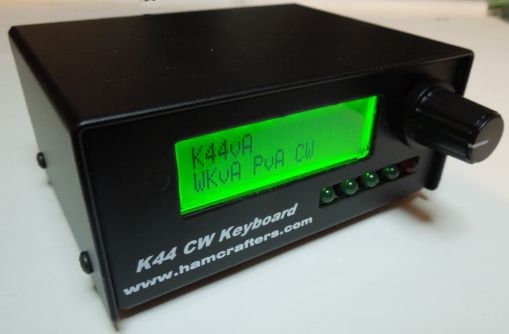 K44vA
WKvA PvA CW
K44 CW Keyboard
www.hamcrafters.com